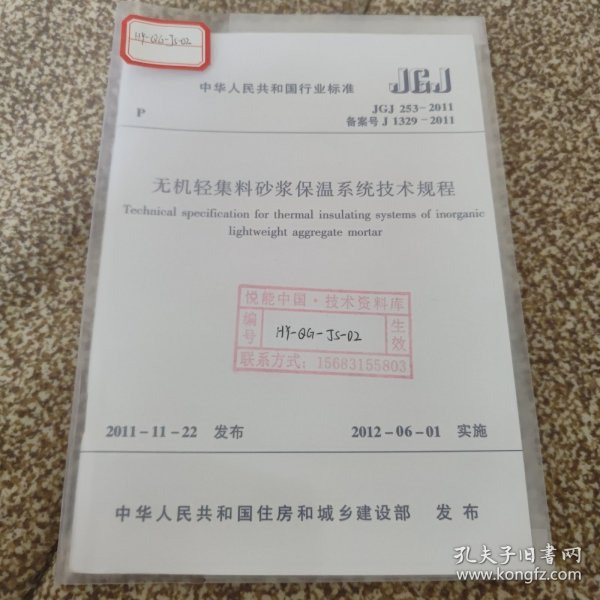 HY-QG-JS-02
中华人民共和国行业标准 JGJ
P
JGJ 253-2011
备案号 J 1329-2011
无机轻集料砂浆保温系统技术规程
Technical specification for thermal insulating systems of inorganic
lightweight aggregate mortar
悦能中国·技术资料库
编号 HY-QG-JS-02 生效
联系方式：15683155803
2011-11-22 发布 2012-06-01 实施
中华人民共和国住房和城乡建设部 发布
孔夫子旧书网
www.kongfz.com